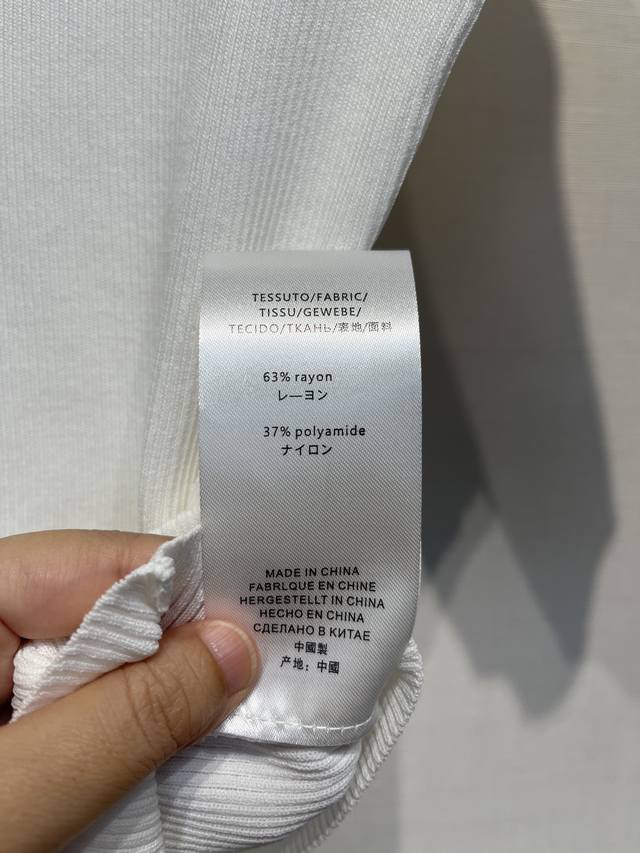 TESSUTO/FABRIC/
TISSU/GEWEBE/
TECIDO/ТКАНЬ/表地/面料
63% rayon
レーヨン
37% polyamide
ナイロン
MADE IN CHINA
FABRLQUE EN CHINE
HERGESTELLT IN CHINA
HECHO EN CHINA
СДЕЛАНО В КИТАЕ
中國製
产地：中國